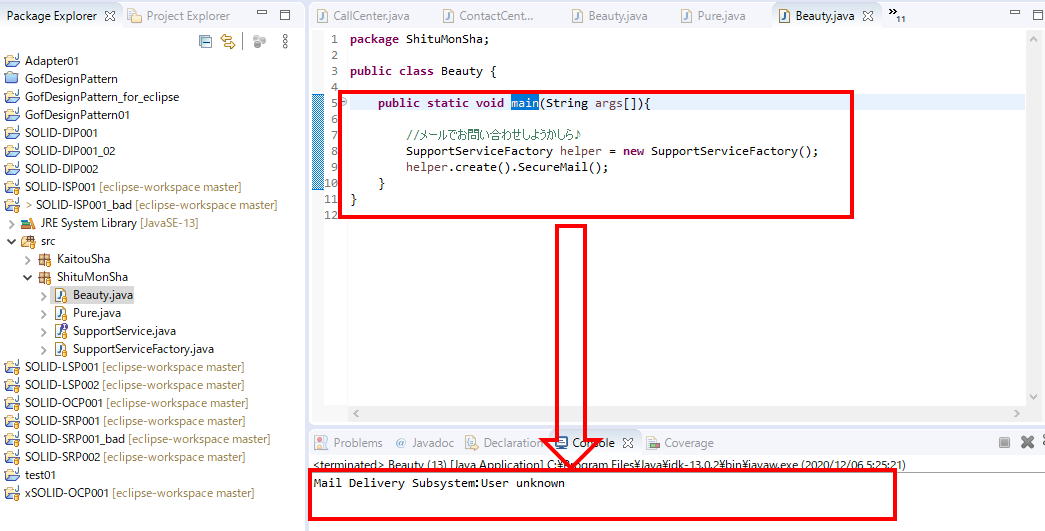 Package Explorer
Project Explorer
Adapter01
GofDesignPattern
GofDesignPattern_for_eclipse
GofDesignPattern01
SOLID-DIP001
SOLID-DIP001_02
SOLID-DIP002
SOLID-ISP001 [eclipse-workspace master]
> SOLID-ISP001_bad [eclipse-workspace master]
JRE System Library [JavaSE-13]
src
KaitouSha
ShituMonSha
Beauty.java
Pure.java
SupportService.java
SupportServiceFactory.java
SOLID-LSP001 [eclipse-workspace master]
SOLID-LSP002 [eclipse-workspace master]
SOLID-OCP001 [eclipse-workspace master]
SOLID-SRP001 [eclipse-workspace master]
SOLID-SRP001_bad [eclipse-workspace master]
SOLID-SRP002 [eclipse-workspace master]
test01
xSOLID-OCP001 [eclipse-workspace master]
CallCenter.java
ContactCent...
Beauty.java
Pure.java
Beauty.java
»11
1 package ShituMonSha;
2
3 public class Beauty {
4
5 public static void main(String args[]){
6
7 //メールでお問い合わせしようかしら♪
8 SupportServiceFactory helper = new SupportServiceFactory();
9 helper.create().SecureMail();
10 }
11 }
12
Problems
@ Javadoc
Declaration
Console
Coverage
<terminated> Beauty (13) [Java Application] C:¥Program Files¥Java¥jdk-13.0.2¥bin¥javaw.exe (2020/12/06 5:25:21)
Mail Delivery Subsystem:User unknown